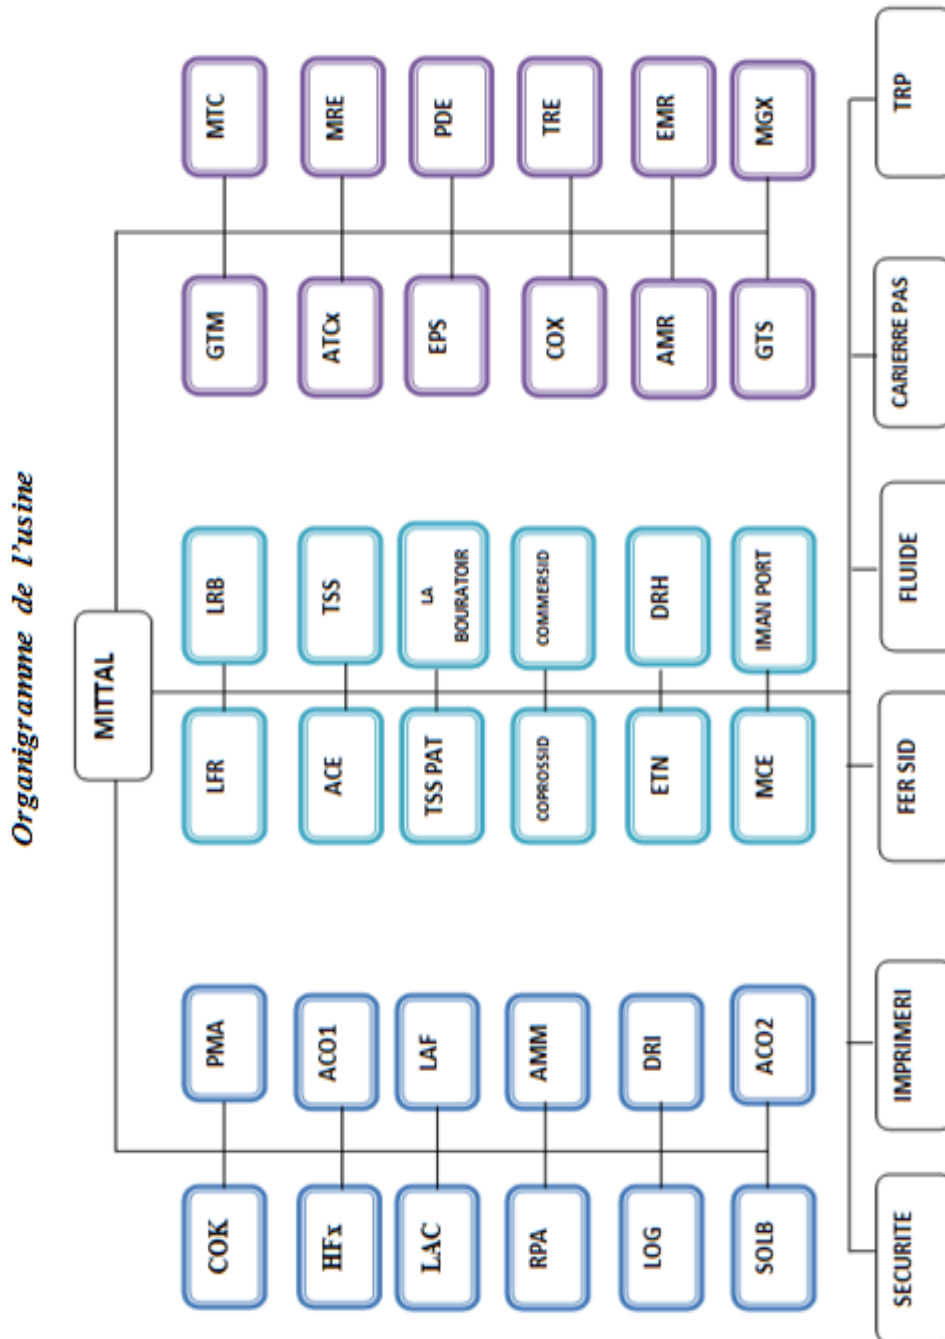 Organigramme de l'usine
MITTAL
COK
PMA
LFR
LRB
GTM
MTC
HFx
ACO1
ACE
TSS
ATCx
MRE
LAC
LAF
TSS PAT
LA
BOURATOIR
EPS
PDE
RPA
AMM
COPROSSID
COMMERSID
COX
TRE
LOG
DRI
ETN
DRH
AMR
EMR
SOLB
ACO2
MCE
IMAN PORT
GTS
MGX
SECURITE
IMPRIMERI
FER SID
FLUIDE
CARIERRE PAS
TRP